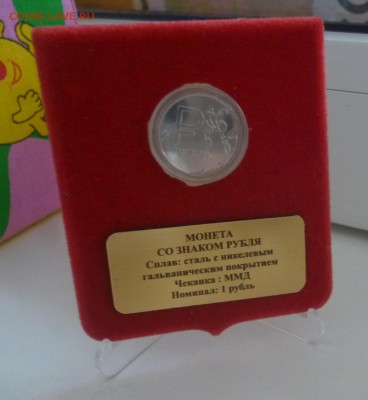 МОНЕТА
СО ЗНАКОМ РУБЛЯ
Сплав: сталь с никелевым
гальваническим покрытием
Чеканка : ММД
Номинал: 1 рубль